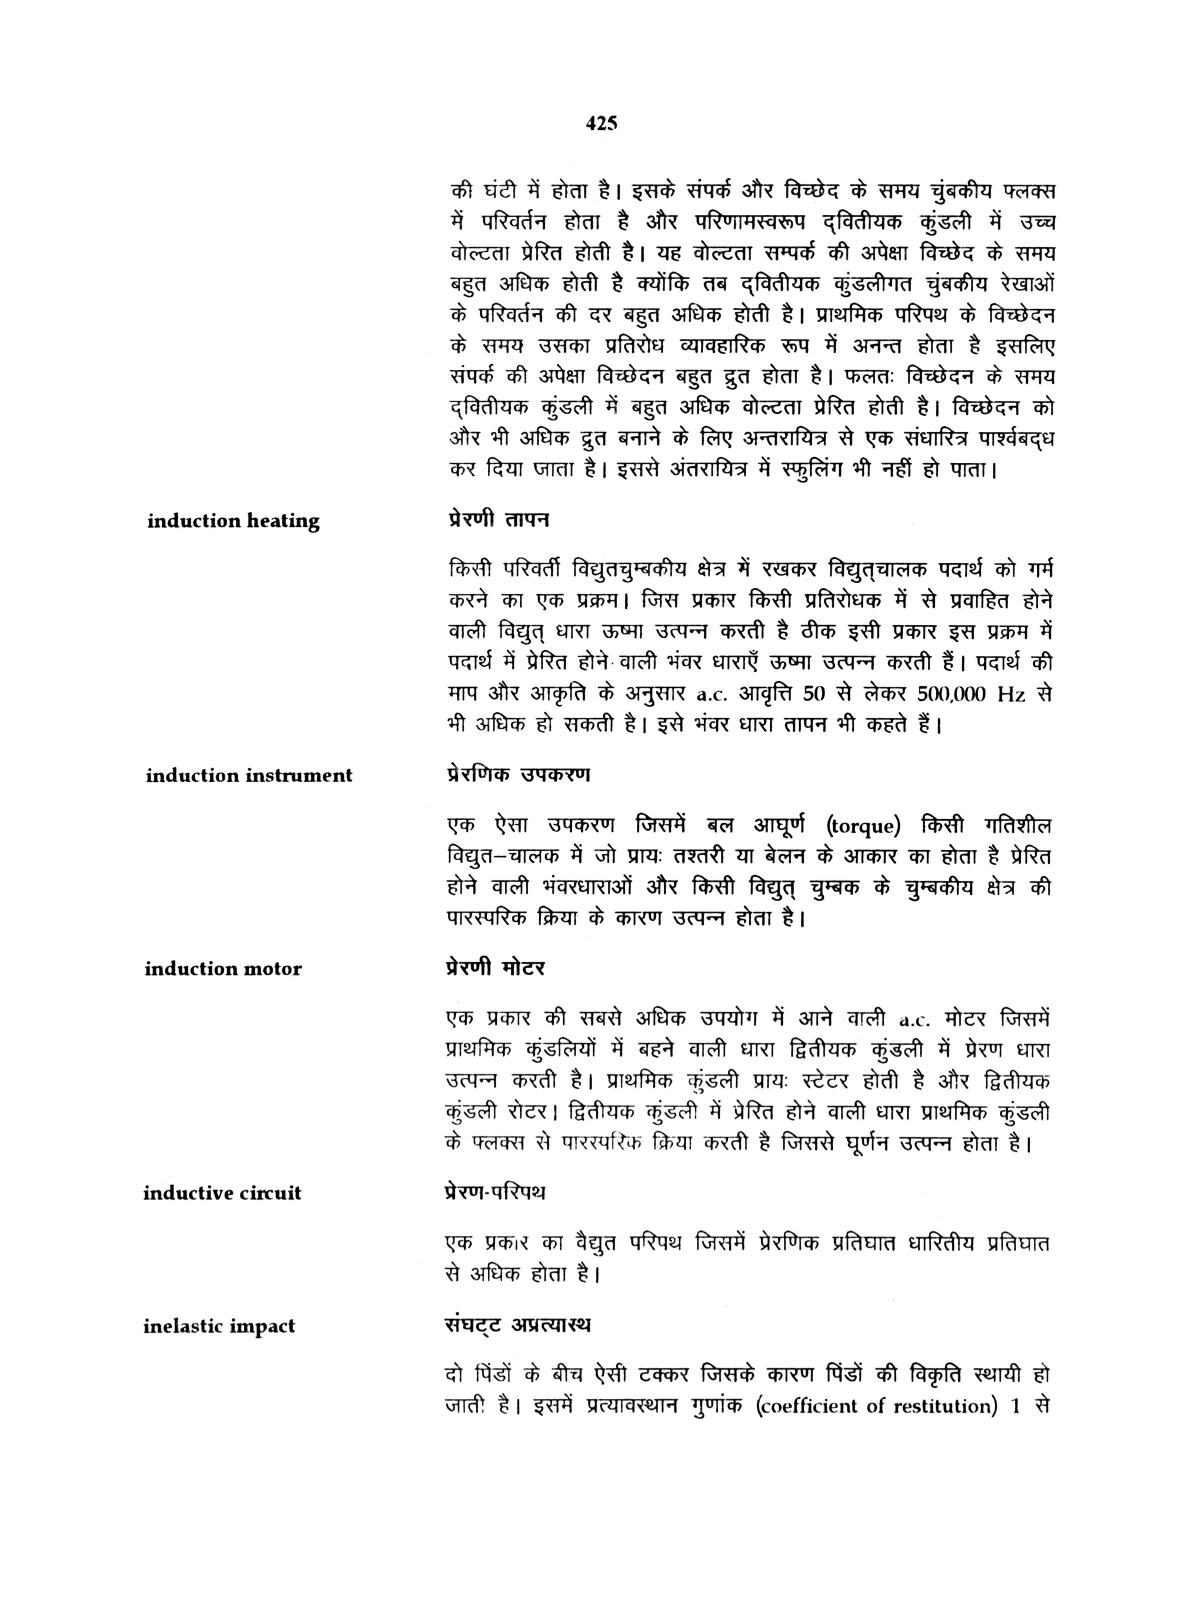 425
की घंटी में होता है। इसके संपर्क और विच्छेद के समय चुंबकीय फ्लक्स
में परिवर्तन होता है और परिणामस्वरूप द्‌वितीयक कुंडली में उच्च
वोल्टता प्रेरित होती है। यह वोल्टता सम्पर्क की अपेक्षा विच्छेद के समय
बहुत अधिक होती है क्योंकि तब द्‌वितीयक कुंडलीगत चुंबकीय रेखाओं
के परिवर्तन की दर बहुत अधिक होती है। प्राथमिक परिपथ के विच्छेदन
के समय उसका प्रतिरोध व्यावहारिक रूप में अनन्त होता है इसलिए
संपर्क की अपेक्षा विच्छेदन बहुत द्रुत होता है। फलतः विच्छेदन के समय
द्‌वितीयक कुंडली में बहुत अधिक वोल्टता प्रेरित होती है। विच्छेदन को
और भी अधिक द्रुत बनाने के लिए अन्तरायित्र से एक संधारित्र पार्श्वबद्‌ध
कर दिया जाता है। इससे अंतरायित्र में स्फुलिंग भी नहीं हो पाता।
induction heating प्रेरणी तापन
किसी परिवर्ती विद्युतचुम्बकीय क्षेत्र में रखकर विद्युत्‌चालक पदार्थ को गर्म
करने का एक प्रक्रम। जिस प्रकार किसी प्रतिरोधक में से प्रवाहित होने
वाली विद्युत् धारा ऊष्मा उत्पन्न करती है ठीक इसी प्रकार इस प्रक्रम में
पदार्थ में प्रेरित होने वाली भंवर धाराएँ ऊष्मा उत्पन्न करती हैं। पदार्थ की
माप और आकृति के अनुसार a.c. आवृत्ति 50 से लेकर 500,000 Hz से
भी अधिक हो सकती है। इसे भंवर धारा तापन भी कहते हैं।
induction instrument प्रेरणिक उपकरण
एक ऐसा उपकरण जिसमें बल आघूर्ण (torque) किसी गतिशील
विद्युत–चालक में जो प्रायः तश्तरी या बेलन के आकार का होता है प्रेरित
होने वाली भंवरधाराओं और किसी विद्युत् चुम्बक के चुम्बकीय क्षेत्र की
पारस्परिक क्रिया के कारण उत्पन्न होता है।
induction motor प्रेरणी मोटर
एक प्रकार की सबसे अधिक उपयोग में आने वाली a.c. मोटर जिसमें
प्राथमिक कुंडलियों में बहने वाली धारा द्वितीयक कुंडली में प्रेरण धारा
उत्पन्न करती है। प्राथमिक कुंडली प्रायः स्टेटर होती है और द्वितीयक
कुंडली रोटर। द्वितीयक कुंडली में प्रेरित होने वाली धारा प्राथमिक कुंडली
के फ्लक्स से पारस्परिक क्रिया करती है जिससे घूर्णन उत्पन्न होता है।
inductive circuit प्रेरण-परिपथ
एक प्रकार का वैद्युत परिपथ जिसमें प्रेरणिक प्रतिघात धारितीय प्रतिघात
से अधिक होता है।
inelastic impact संघट्‌ट अप्रत्यास्थ
दो पिंडों के बीच ऐसी टक्कर जिसके कारण पिंडों की विकृति स्थायी हो
जाती है। इसमें प्रत्यावस्थान गुणांक (coefficient of restitution) 1 से